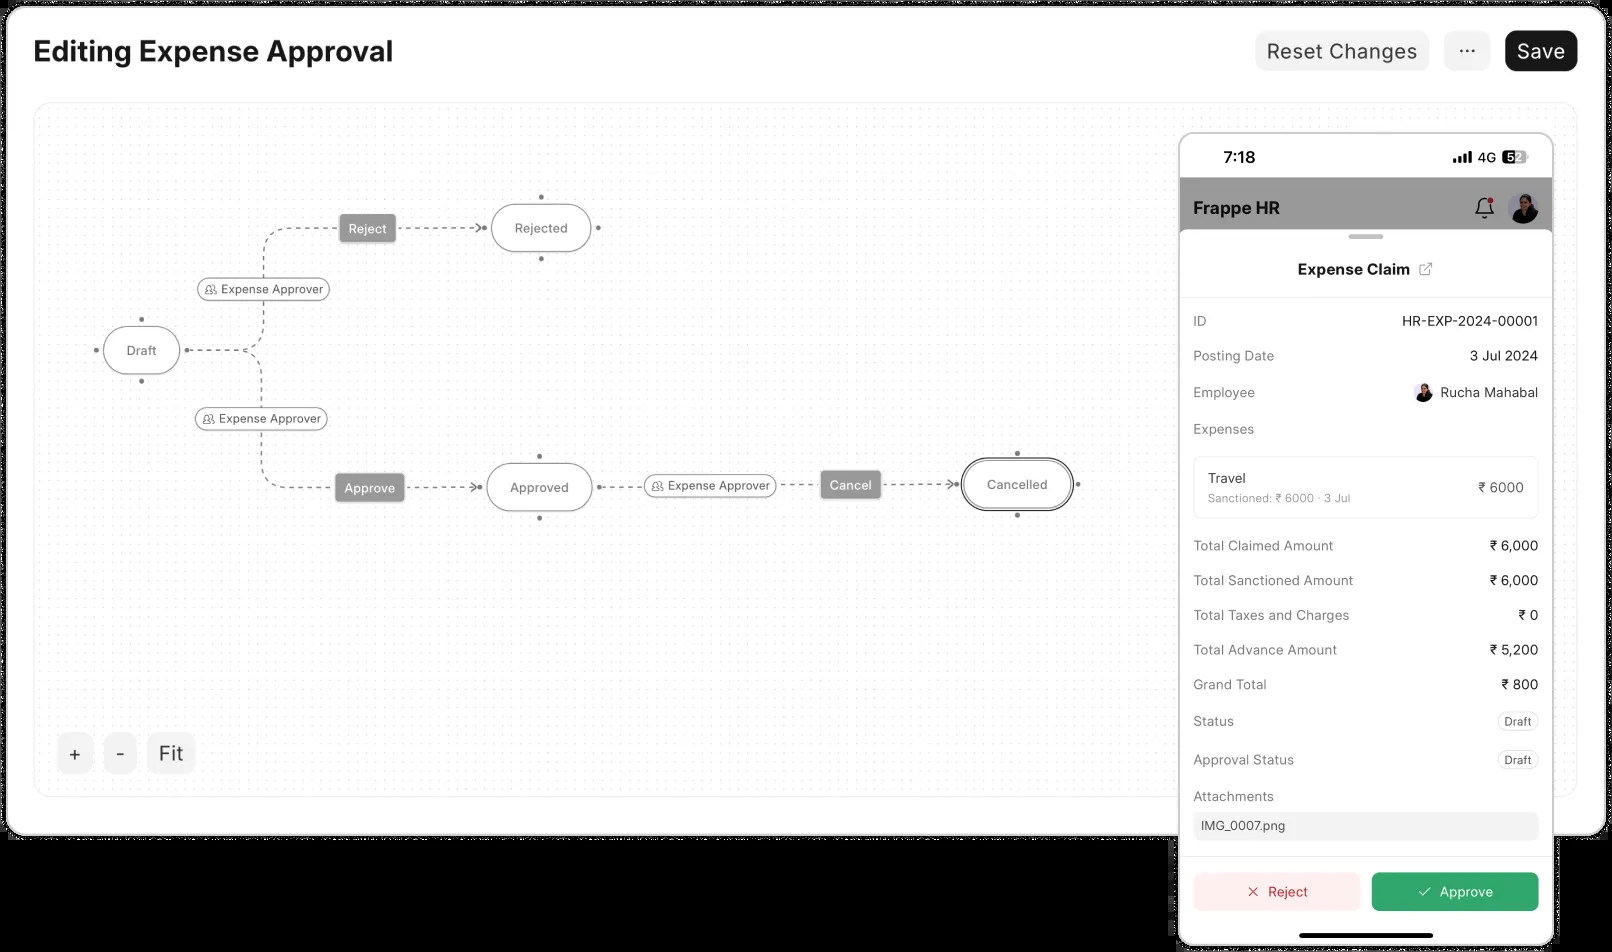 Editing Expense Approval
Reset Changes
...
Save
Reject
Rejected
Expense Approver
Draft
Expense Approver
Approve
Approved
Expense Approver
Cancel
Cancelled
+
-
Fit
7:18
4G
52
Frappe HR
Expense Claim
ID HR-EXP-2024-00001
Posting Date 3 Jul 2024
Employee Rucha Mahabal
Expenses
Travel
Sanctioned: ₹ 6000 · 3 Jul
₹ 6000
Total Claimed Amount ₹ 6,000
Total Sanctioned Amount ₹ 6,000
Total Taxes and Charges ₹ 0
Total Advance Amount ₹ 5,200
Grand Total ₹ 800
Status Draft
Approval Status Draft
Attachments
IMG_0007.png
Reject
Approve